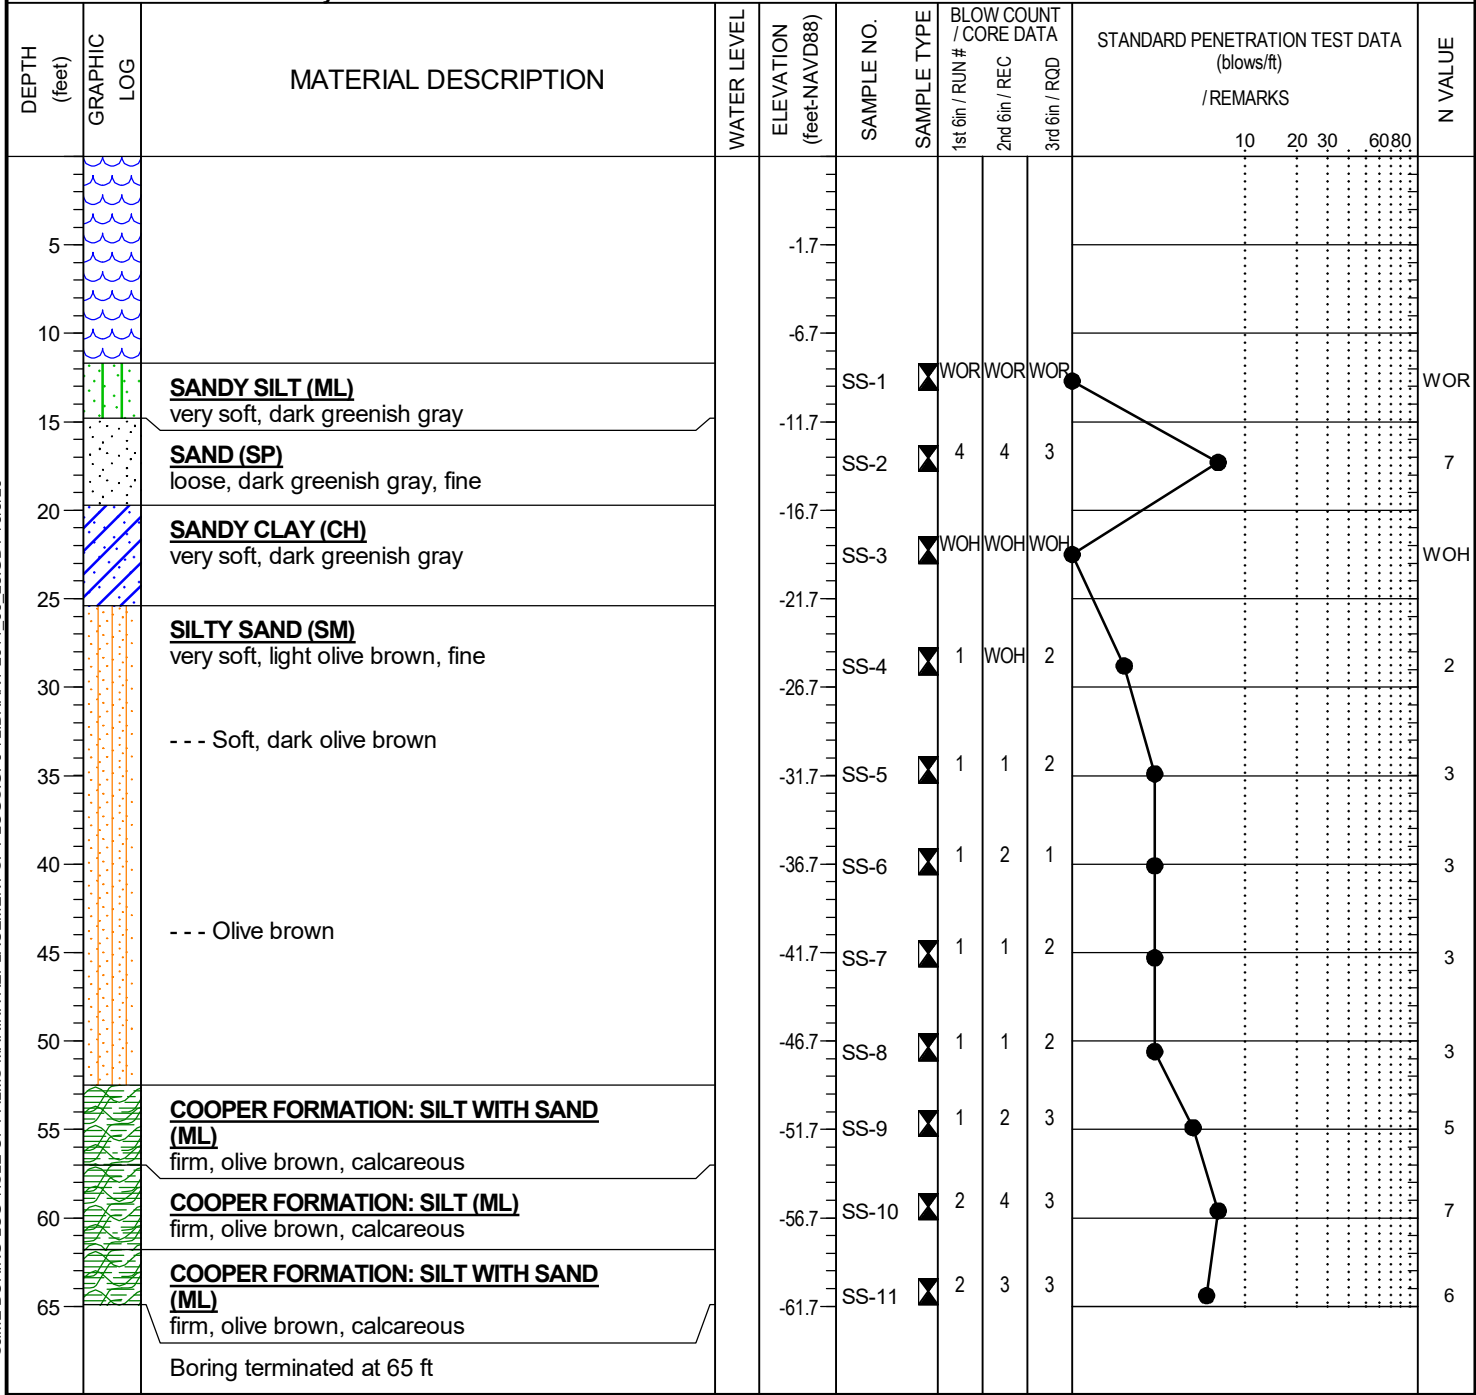 DEPTH
(feet)
GRAPHIC
LOG
MATERIAL DESCRIPTION
WATER LEVEL
ELEVATION
(feet-NAVD88)
SAMPLE NO.
SAMPLE TYPE
BLOW COUNT
/ CORE DATA
1st 6in / RUN #
2nd 6in / REC
3rd 6in / RQD
STANDARD PENETRATION TEST DATA
(blows/ft)
/REMARKS
10 20 30 60 80
N VALUE
5 -1.7
10 -6.7
SS-1 WOR WOR WOR WOR
SANDY SILT (ML)
very soft, dark greenish gray
15 -11.7
SAND (SP)
SS-2 4 4 3 7
loose, dark greenish gray, fine
20 -16.7
SANDY CLAY (CH)
very soft, dark greenish gray
SS-3 WOH WOH WOH WOH
25 -21.7
SILTY SAND (SM)
very soft, light olive brown, fine
SS-4 1 WOH 2 2
30 -26.7
- - - Soft, dark olive brown
35 -31.7 SS-5 1 1 2 3
40 -36.7 SS-6 1 2 1 3
- - - Olive brown
45 -41.7 SS-7 1 1 2 3
50 -46.7 SS-8 1 1 2 3
COOPER FORMATION: SILT WITH SAND
(ML)
55 -51.7 SS-9 1 2 3 5
firm, olive brown, calcareous
COOPER FORMATION: SILT (ML)
60 -56.7 SS-10 2 4 3 7
firm, olive brown, calcareous
COOPER FORMATION: SILT WITH SAND
(ML)
65 -61.7 SS-11 2 3 3 6
firm, olive brown, calcareous
Boring terminated at 65 ft